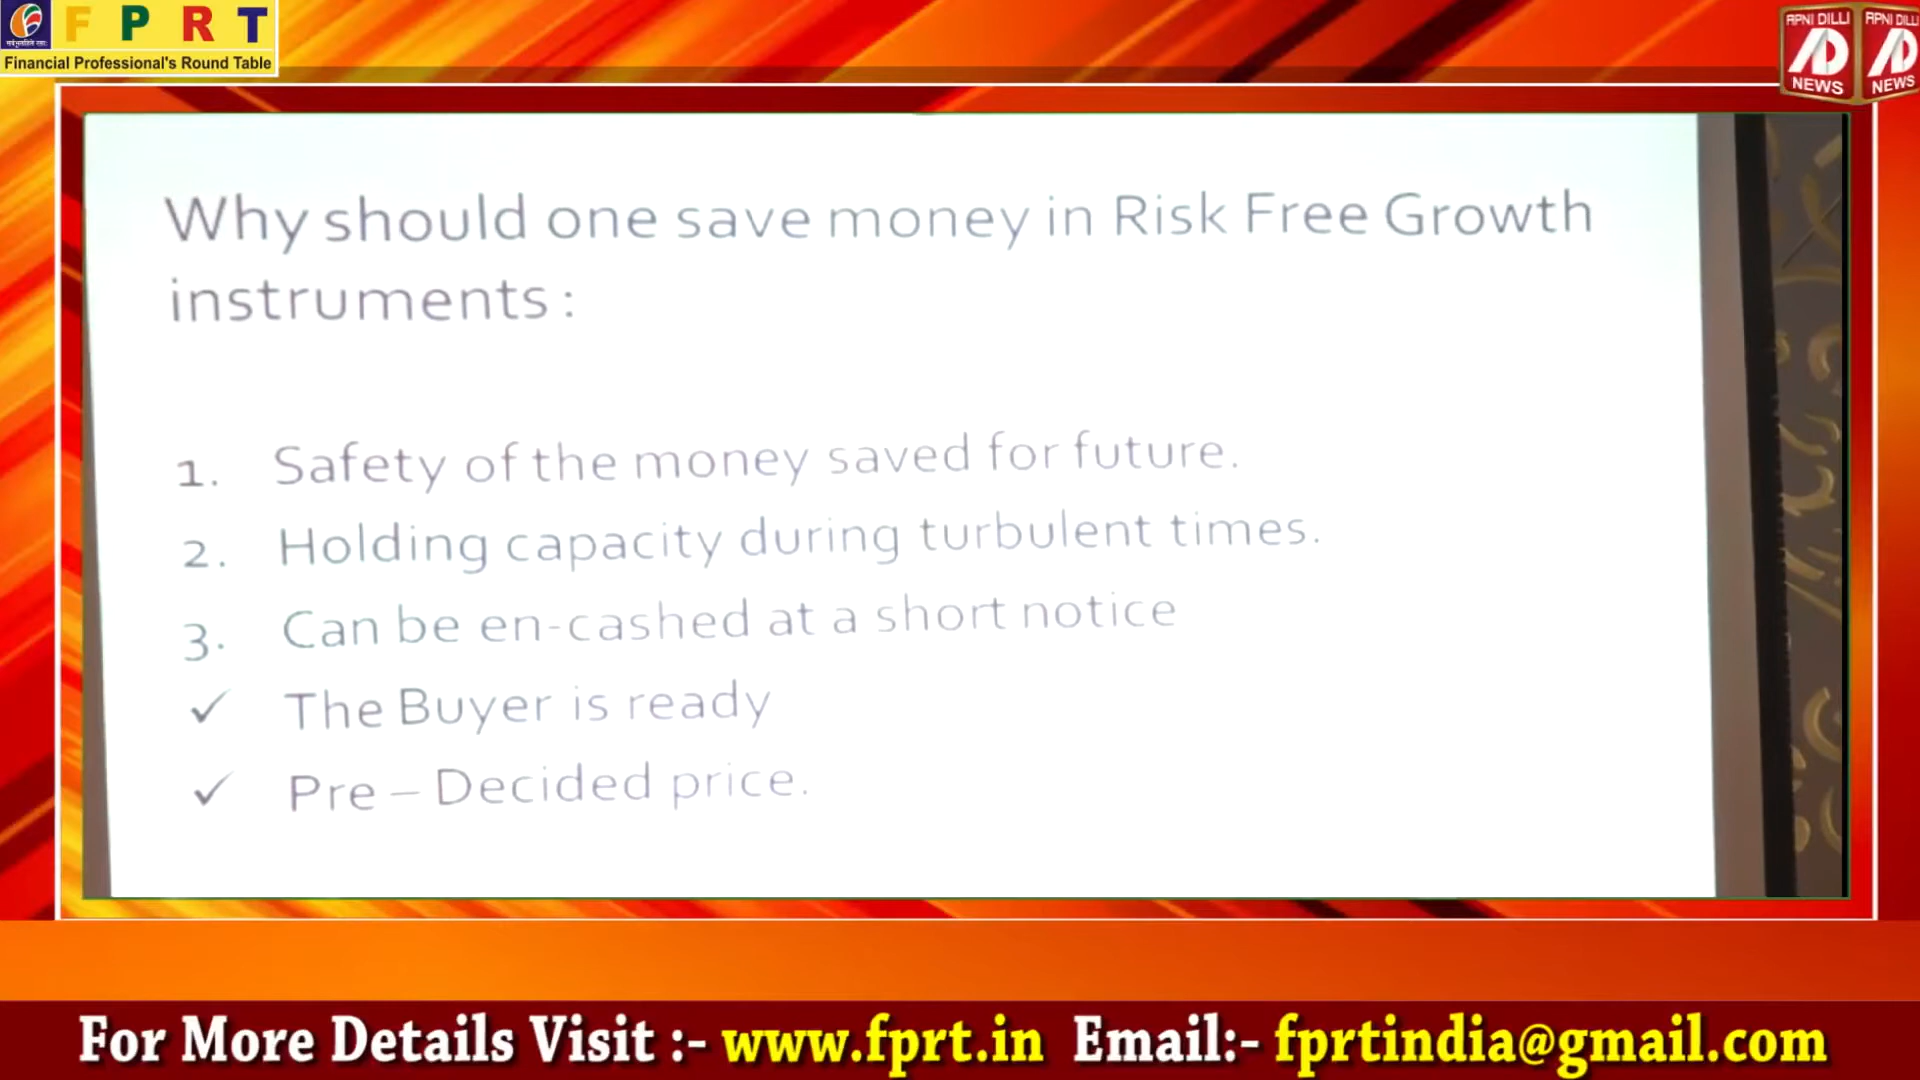 F P R T
Financial Professional's Round Table
APNI DILLI
NEWS
APNI DILLI
NEWS
Why should one save money in Risk Free Growth
instruments :
1. Safety of the money saved for future.
2. Holding capacity during turbulent times.
3. Can be en-cashed at a short notice
✓ The Buyer is ready
✓ Pre – Decided price.
For More Details Visit :- www.fprt.in Email:- fprtindia@gmail.com